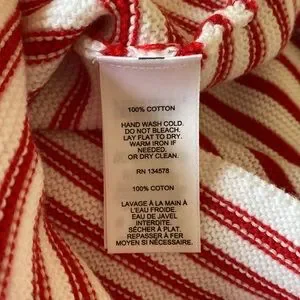 100% COTTON
HAND WASH COLD.
DO NOT BLEACH.
LAY FLAT TO DRY.
WARM IRON IF
NEEDED.
OR DRY CLEAN.
RN 134578
100% COTON
LAVAGE À LA MAIN À
L'EAU FROIDE.
EAU DE JAVEL
INTERDITE.
SÉCHER À PLAT.
REPASSER À FER
MOYEN SI NÉCESSAIRE.